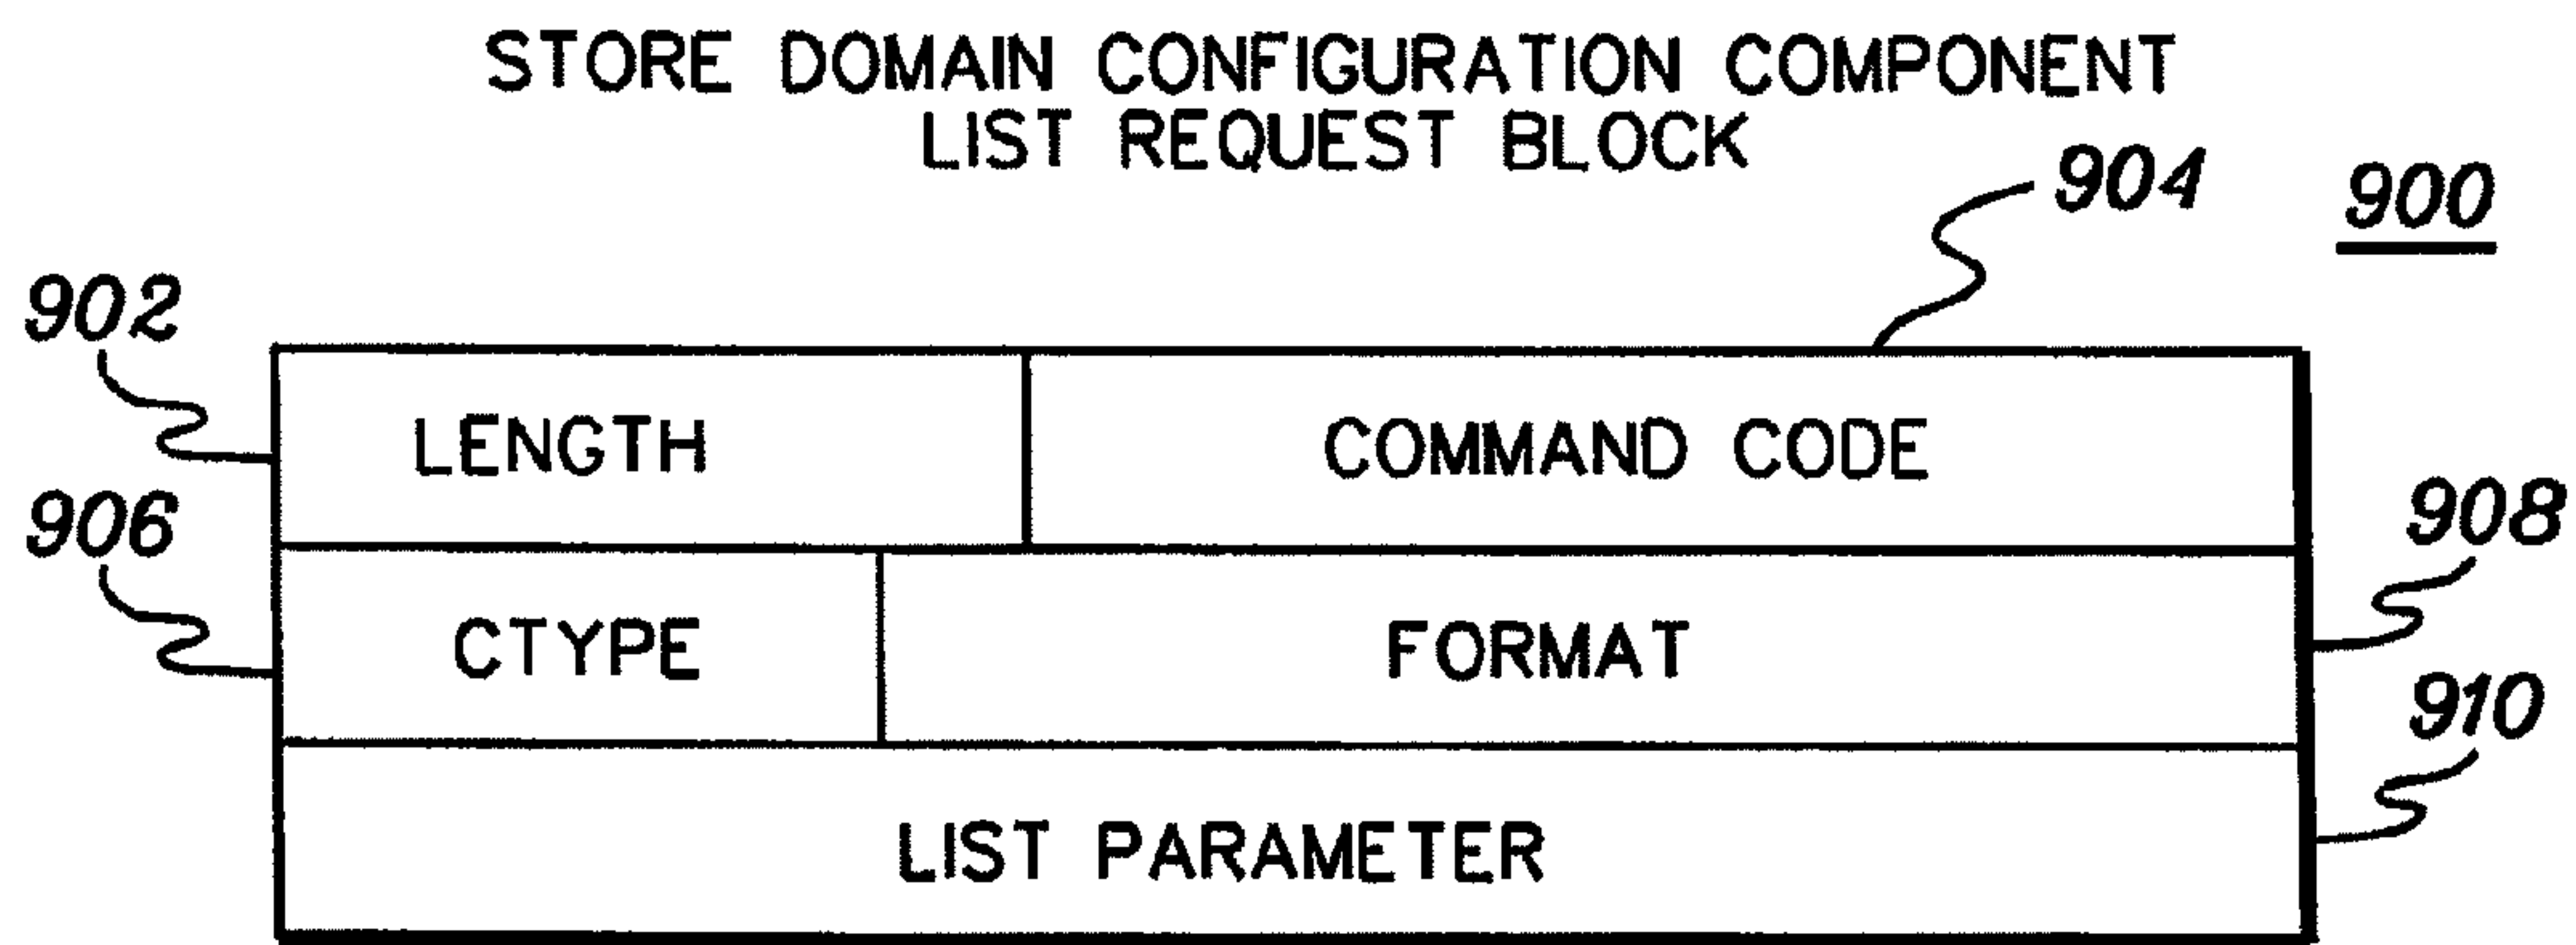 STORE DOMAIN CONFIGURATION COMPONENT
LIST REQUEST BLOCK
904
900
902
LENGTH
COMMAND CODE
906
CTYPE
FORMAT
908
LIST PARAMETER
910